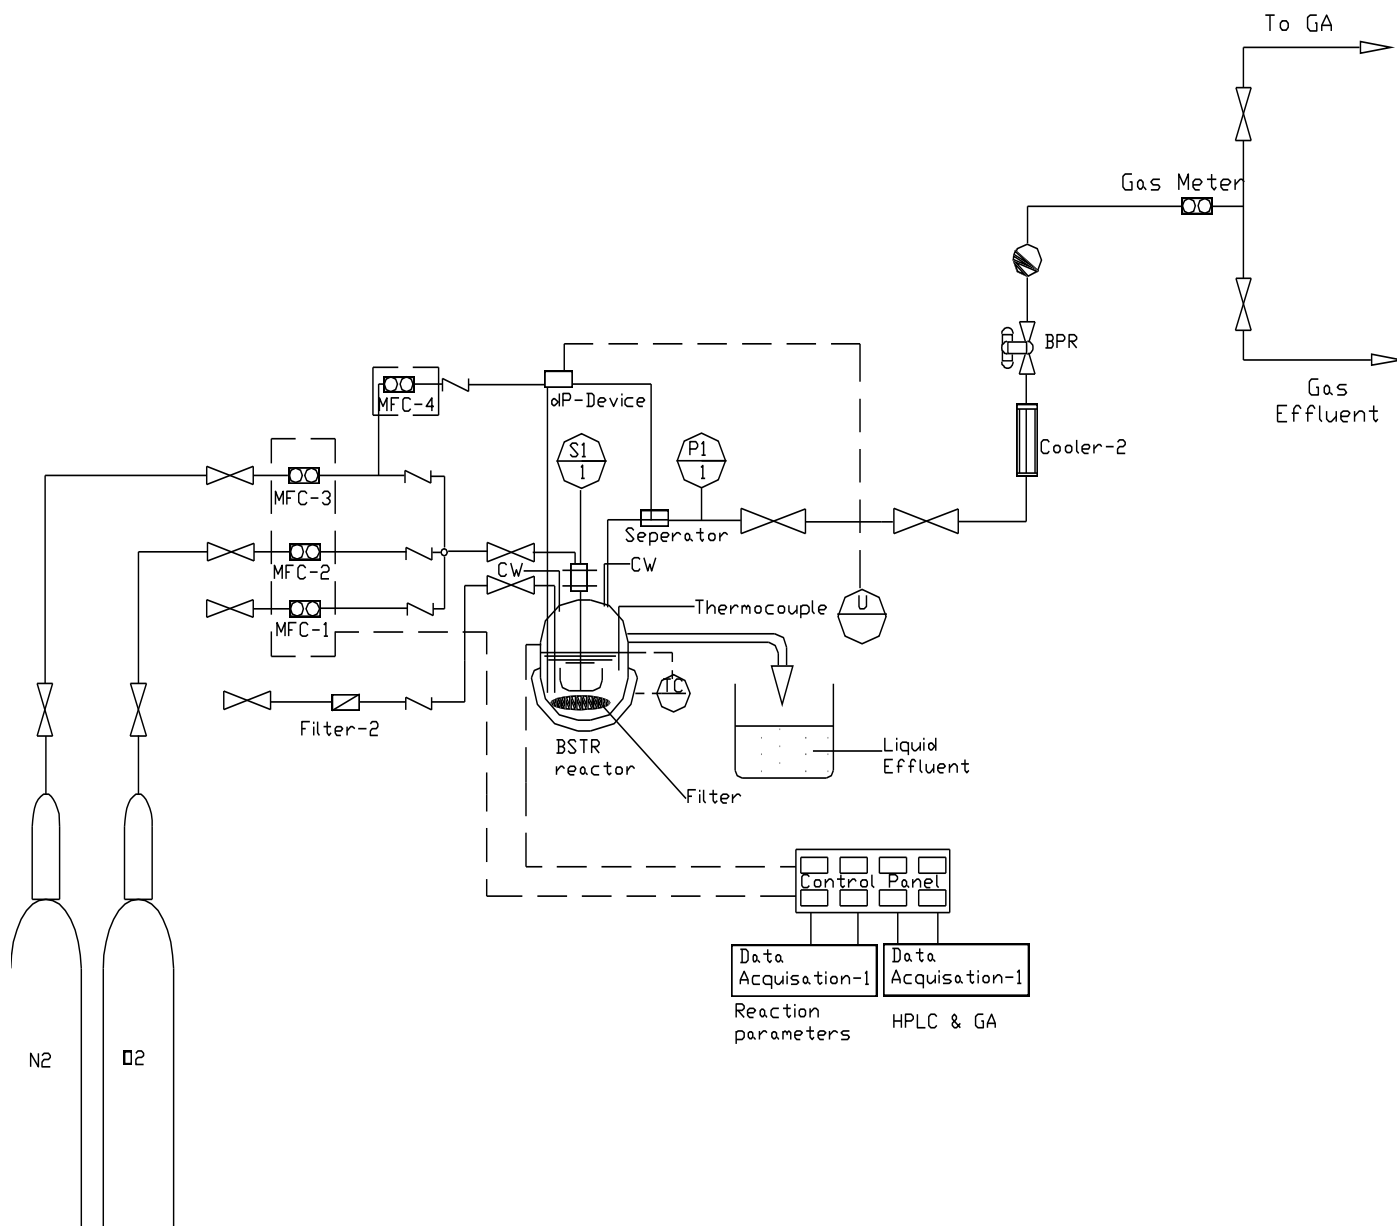 To GA
Gas Meter
BPR
Gas
Effluent
MFC-4
dP-Device
S1
1
P1
1
Cooler-2
MFC-3
Seperator
MFC-2
CW
CW
Thermocouple
U
MFC-1
TC
Filter-2
BSTR
reactor
Liquid
Effluent
Filter
Control Panel
Data
Acquisation-1
Data
Acquisation-1
Reaction
parameters
HPLC & GA
N2
O2